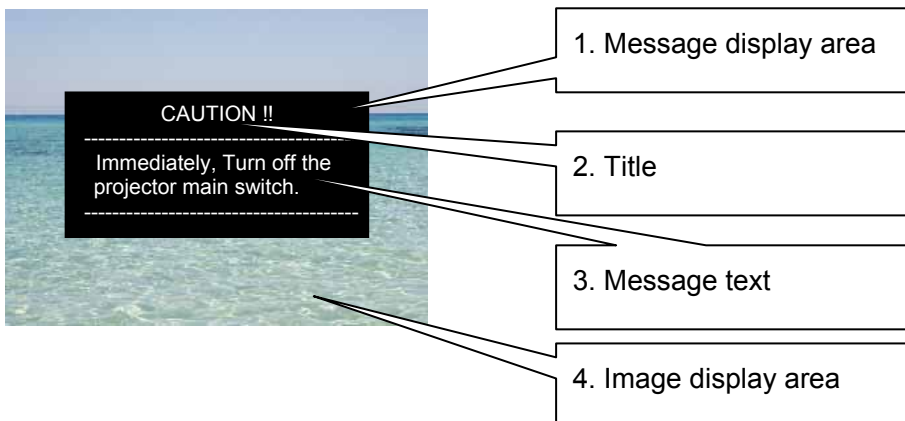 CAUTION !!
Immediately, Turn off the
projector main switch.
1. Message display area
2. Title
3. Message text
4. Image display area